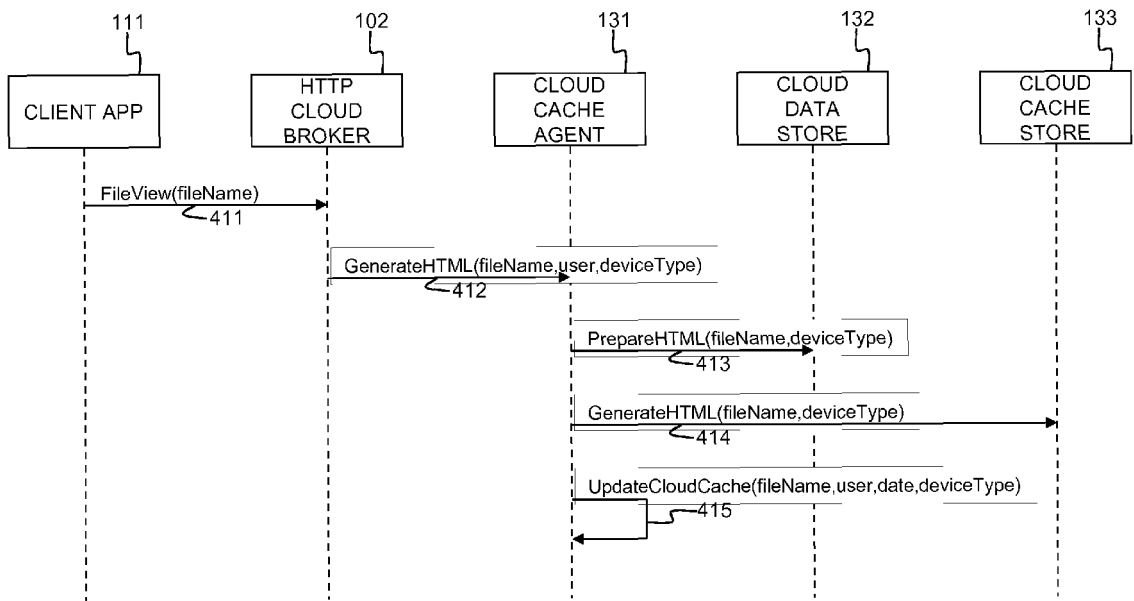 111
102
131
132
133
CLIENT APP
HTTP
CLOUD
BROKER
CLOUD
CACHE
AGENT
CLOUD
DATA
STORE
CLOUD
CACHE
STORE
FileView(fileName)
411
GenerateHTML(fileName,user,deviceType)
412
PrepareHTML(fileName,deviceType)
413
GenerateHTML(fileName,deviceType)
414
UpdateCloudCache(fileName,user,date,deviceType)
415